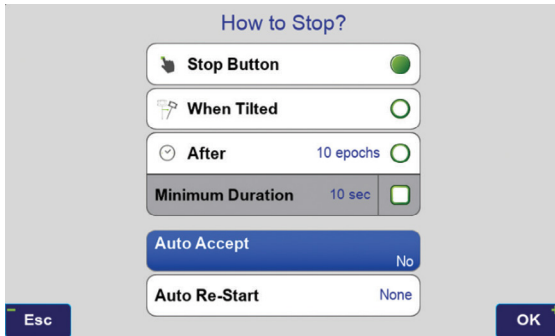 How to Stop?
Stop Button
When Tilted
After 10 epochs
Minimum Duration 10 sec
Auto Accept
No
Auto Re-Start None
Esc OK